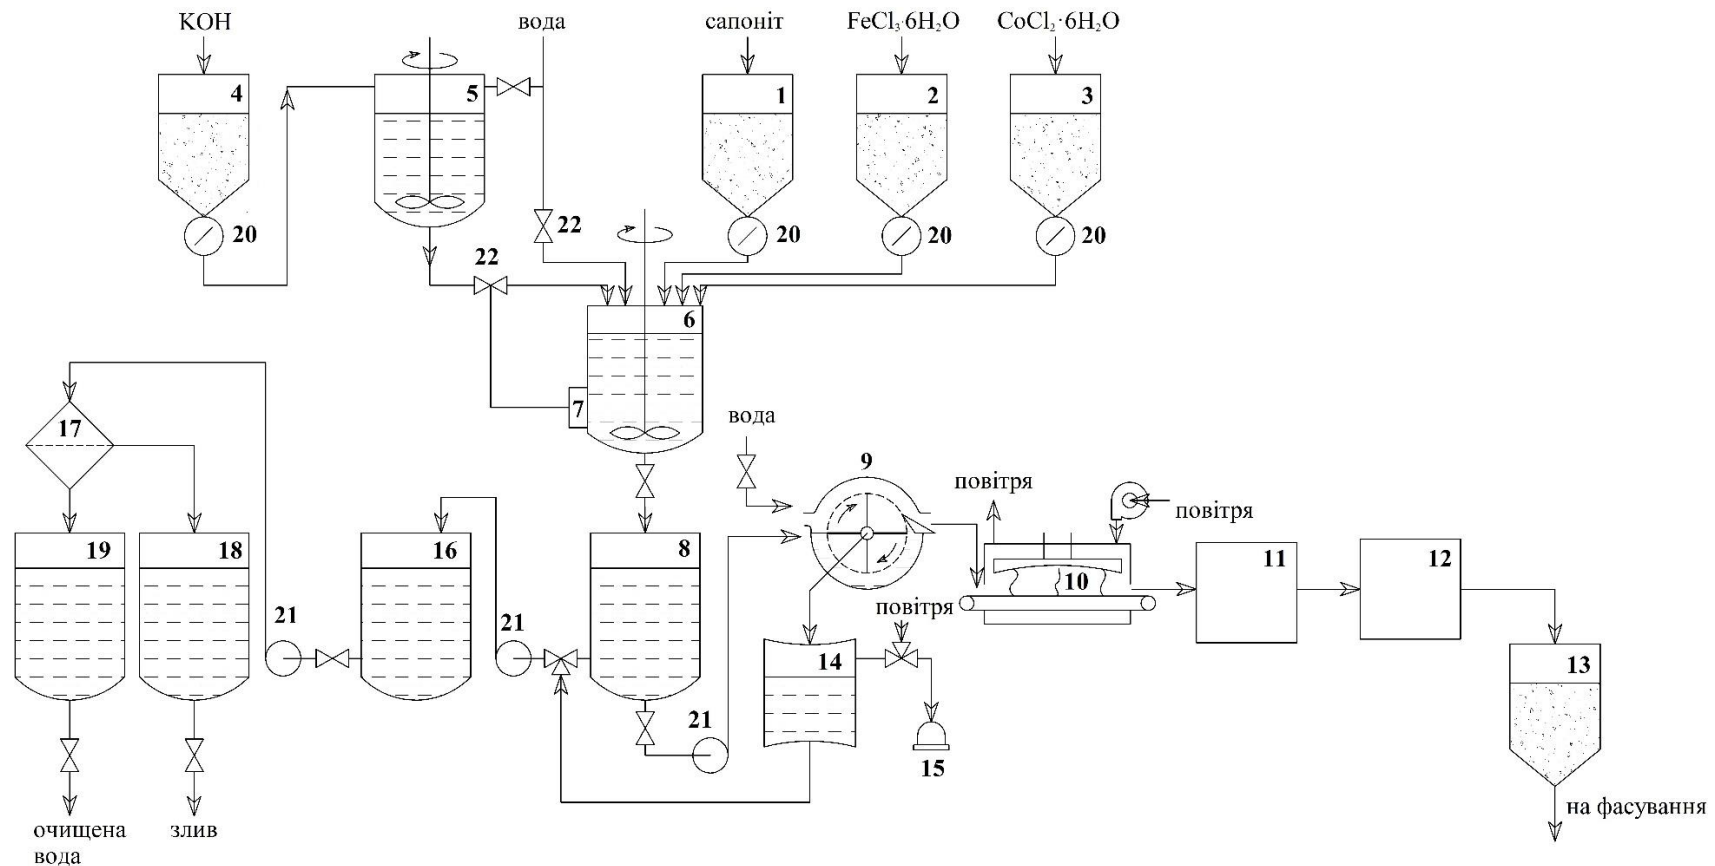 KOH
вода
сапоніт
FeCl₃·6H₂O
CoCl₂·6H₂O
4
5
1
2
3
20
22
20
20
20
22
6
7
17
вода
9
повітря
повітря
19
18
16
8
10
11
12
21
21
повітря
14
13
21
15
на фасування
очищена
вода
злив